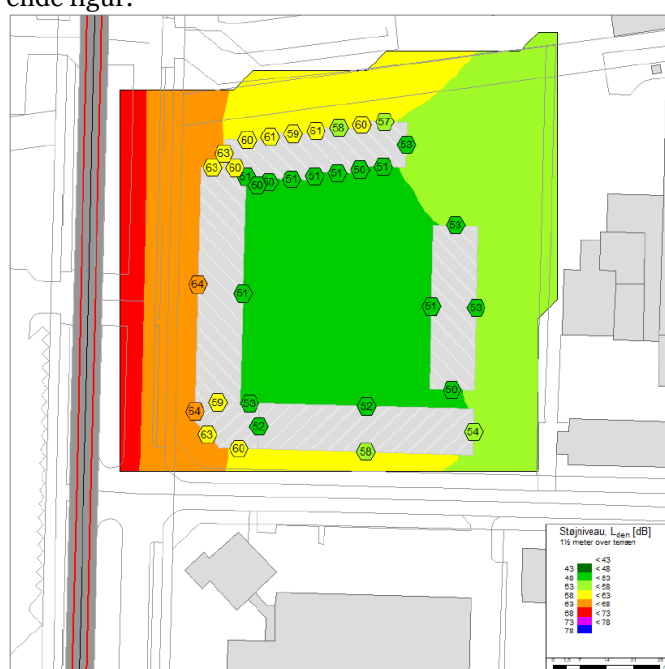 ende figur:
60 61 59 61 58 60 57
63 53
63 60
51 50 50 51 51 51 50 51
53
64 51 51 53
50
59 53 52
64
63 52 54
60 58
Støjniveau, Lden [dB]
1½ meter over terræn
< 43
43 < 48
48 < 53
53 < 58
58 < 63
63 < 68
68 < 73
73 < 78
78